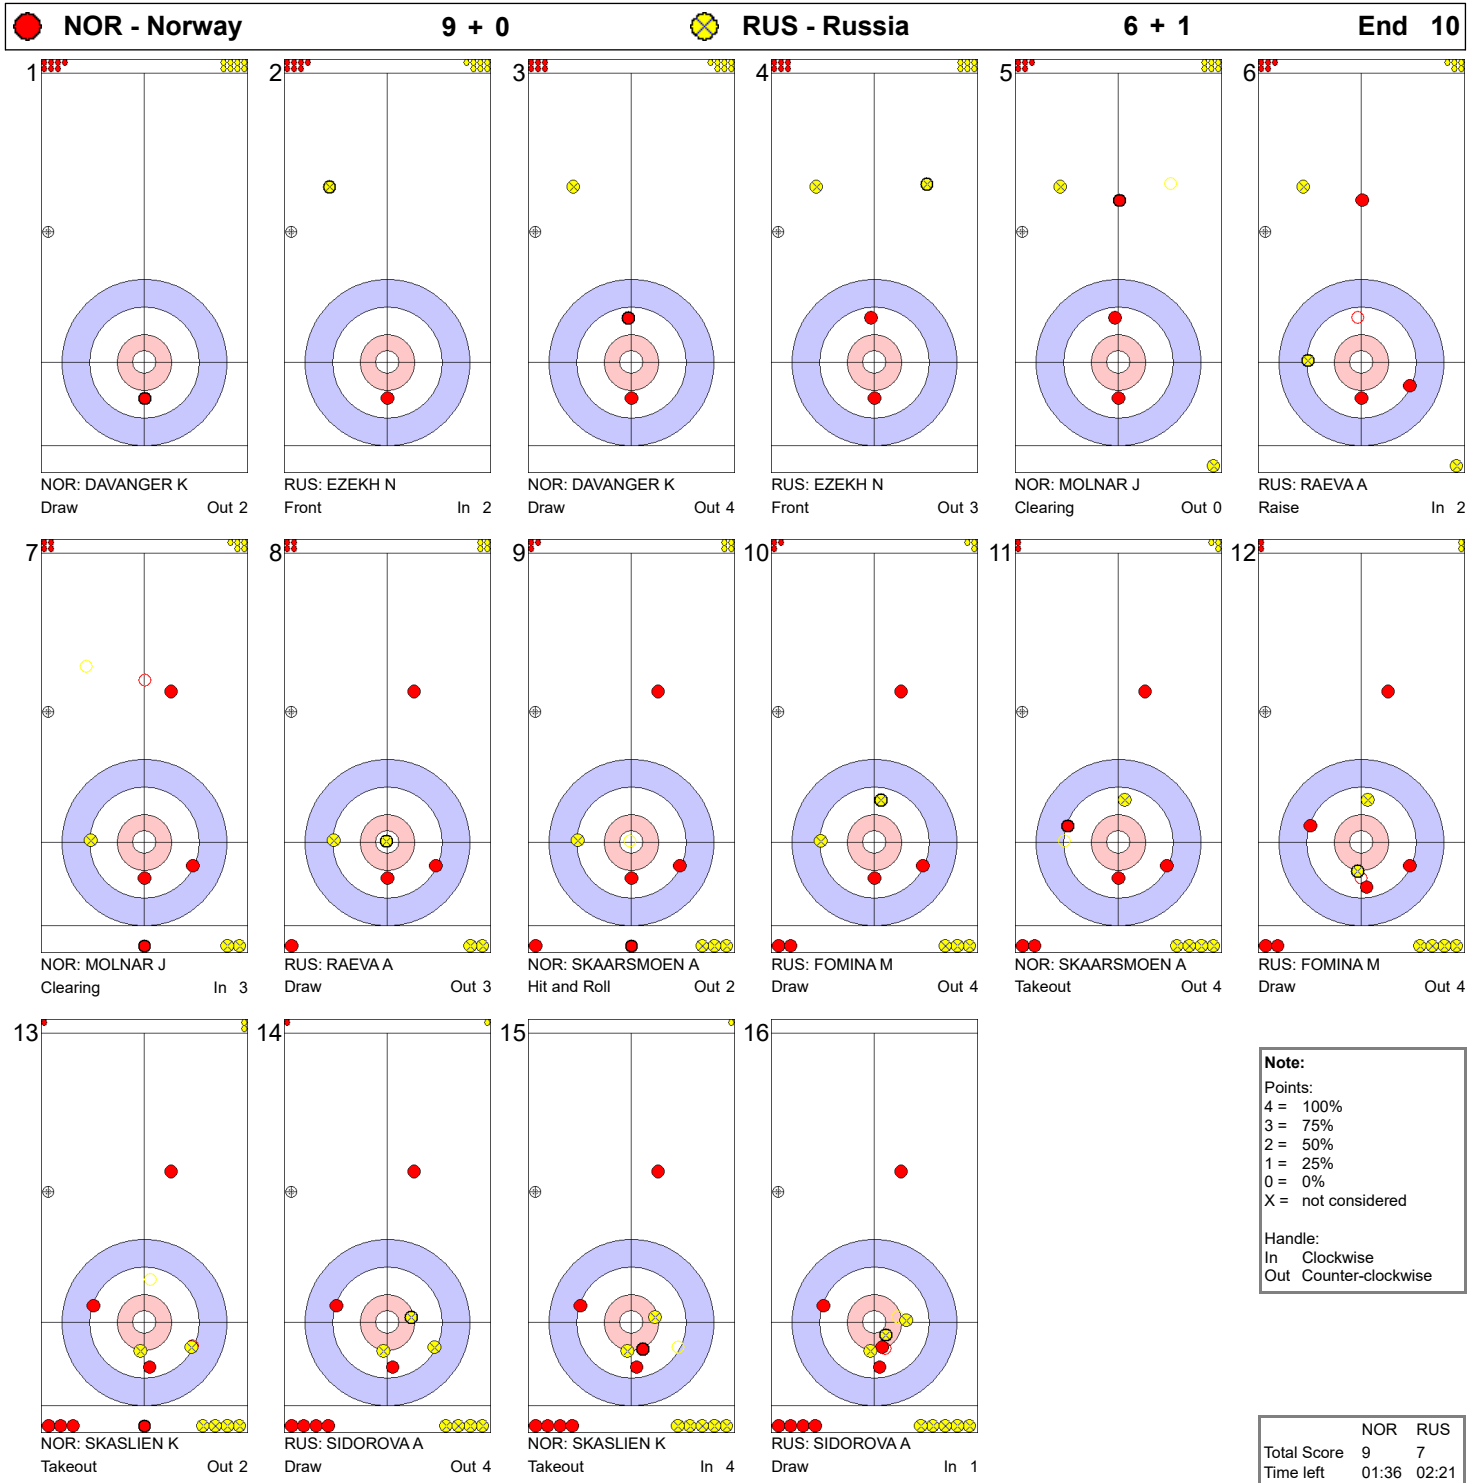 NOR - Norway 9 + 0 RUS - Russia 6 + 1 End 10
1 2 3 4 5 6
NOR: DAVANGER K RUS: EZEKH N NOR: DAVANGER K RUS: EZEKH N NOR: MOLNAR J RUS: RAEVA A
Draw Out 2 Front In 2 Draw Out 4 Front Out 3 Clearing Out 0 Raise In 2
7 8 9 10 11 12
NOR: MOLNAR J RUS: RAEVA A NOR: SKAARSMOEN A RUS: FOMINA M NOR: SKAARSMOEN A RUS: FOMINA M
Clearing In 3 Draw Out 3 Hit and Roll Out 2 Draw Out 4 Takeout Out 4 Draw Out 4
13 14 15 16
NOR: SKASLIEN K RUS: SIDOROVA A NOR: SKASLIEN K RUS: SIDOROVA A
Takeout Out 2 Draw Out 4 Takeout In 4 Draw In 1
Note:
Points:
4 = 100%
3 = 75%
2 = 50%
1 = 25%
0 = 0%
X = not considered
Handle:
In Clockwise
Out Counter-clockwise
NOR RUS
Total Score 9 7
Time left 01:36 02:21